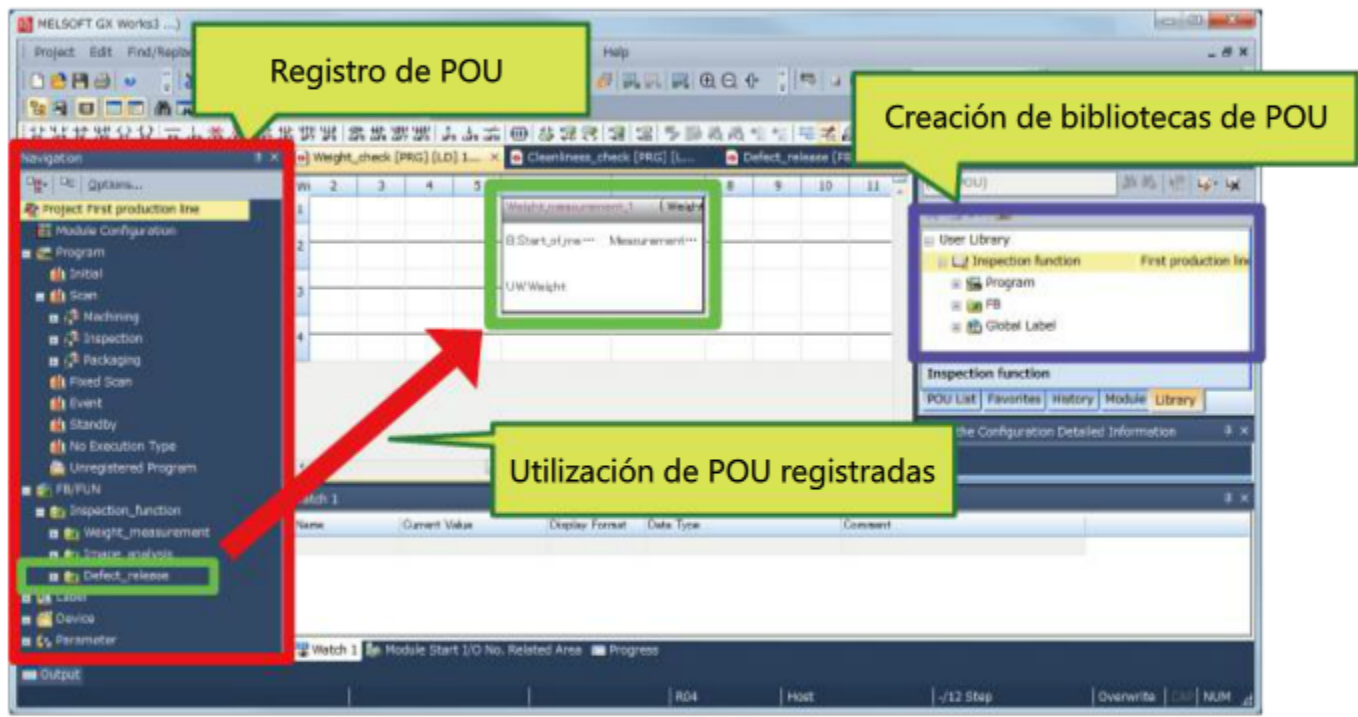 MELSOFT GX Works3 ...)
Project Edit Find/Replac
Help
Registro de POU
Creación de bibliotecas de POU
Navigation
Options...
Project First production line
Module Configuration
Program
Initial
Scan
Machining
Inspection
Packaging
Fixed Scan
Event
Standby
No Execution Type
Unregistered Program
FB/FUN
Inspection_function
Weight_measurement
Image_analysis
Defect_release
Label
Device
Parameter
Output
Weight_check [PRG] [LD] 1...
Cleanliness_check [PRG] [L...
Defect_release [FB
2 3 4 5 8 9 10 11
1
2
3
4
Weight_measurement_1 ( Weight
B:Start_of_me... Measurement...
UW:Weight
POU)
User Library
Inspection function First production line
Program
FB
Global Label
Inspection function
POU List Favorites History Module Library
the Configuration Detailed Information
Utilización de POU registradas
Watch 1
Name Current Value Display Format Data Type Comment
Watch 1 Module Start I/O No. Related Area Progress
R04 Host -/12 Step Overwrite CAP NUM